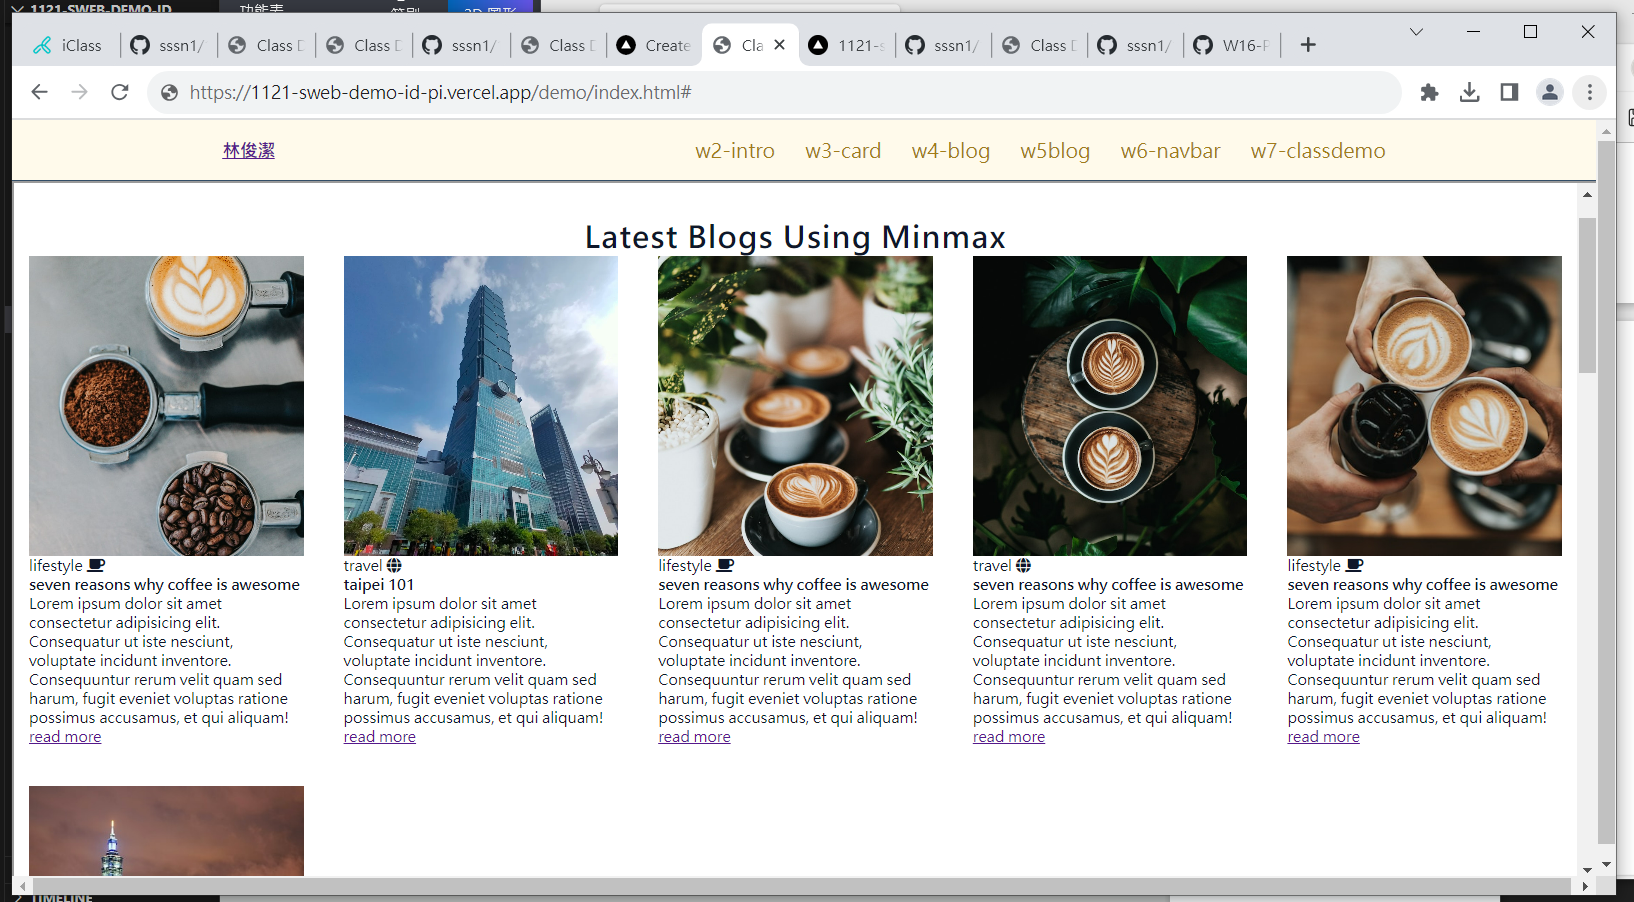 1121-SWEB-DEMO-ID
功能表
iClass
sssn1/
Class D
Class D
sssn1/
Class D
Create
Cla
1121-s
sssn1/
Class D
sssn1/
W16-P
https://1121-sweb-demo-id-pi.vercel.app/demo/index.html#
林俊潔
w2-intro
w3-card
w4-blog
w5blog
w6-navbar
w7-classdemo
Latest Blogs Using Minmax
lifestyle
seven reasons why coffee is awesome
Lorem ipsum dolor sit amet
consectetur adipisicing elit.
Consequatur ut iste nesciunt,
voluptate incidunt inventore.
Consequuntur rerum velit quam sed
harum, fugit eveniet voluptas ratione
possimus accusamus, et qui aliquam!
read more
travel
taipei 101
Lorem ipsum dolor sit amet
consectetur adipisicing elit.
Consequatur ut iste nesciunt,
voluptate incidunt inventore.
Consequuntur rerum velit quam sed
harum, fugit eveniet voluptas ratione
possimus accusamus, et qui aliquam!
read more
lifestyle
seven reasons why coffee is awesome
Lorem ipsum dolor sit amet
consectetur adipisicing elit.
Consequatur ut iste nesciunt,
voluptate incidunt inventore.
Consequuntur rerum velit quam sed
harum, fugit eveniet voluptas ratione
possimus accusamus, et qui aliquam!
read more
travel
seven reasons why coffee is awesome
Lorem ipsum dolor sit amet
consectetur adipisicing elit.
Consequatur ut iste nesciunt,
voluptate incidunt inventore.
Consequuntur rerum velit quam sed
harum, fugit eveniet voluptas ratione
possimus accusamus, et qui aliquam!
read more
lifestyle
seven reasons why coffee is awesome
Lorem ipsum dolor sit amet
consectetur adipisicing elit.
Consequatur ut iste nesciunt,
voluptate incidunt inventore.
Consequuntur rerum velit quam sed
harum, fugit eveniet voluptas ratione
possimus accusamus, et qui aliquam!
read more
TIMELINE